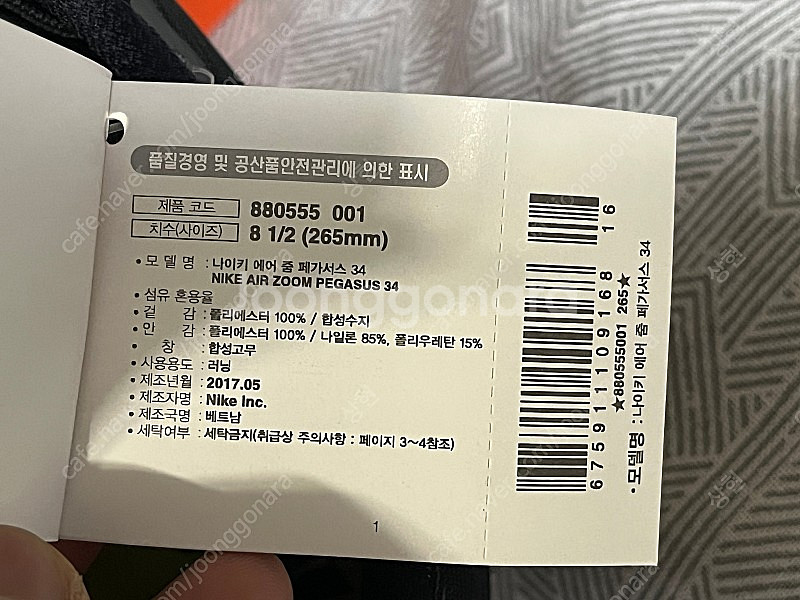 품질경영 및 공산품안전관리에 의한 표시
제품 코드 880555 001
치수(사이즈) 8 1/2 (265mm)
• 모 델 명 : 나이키 에어 줌 페가서스 34
NIKE AIR ZOOM PEGASUS 34
• 섬유 혼용율
• 겉 감 : 폴리에스터 100% / 합성수지
• 안 감 : 폴리에스터 100% / 나일론 85%, 폴리우레탄 15%
• 창 : 합성고무
• 사용용도 : 러닝
• 제조년월 : 2017.05
• 제조자명 : Nike Inc.
• 제조국명 : 베트남
• 세탁여부 : 세탁금지(취급상 주의사항 : 페이지 3~4참조)
1
16
675911109168
★880555001 265★
• 모델명 : 나이키 에어 줌 페가서스 34
joonggonara
cafe.naver.com/joonggonara
상현